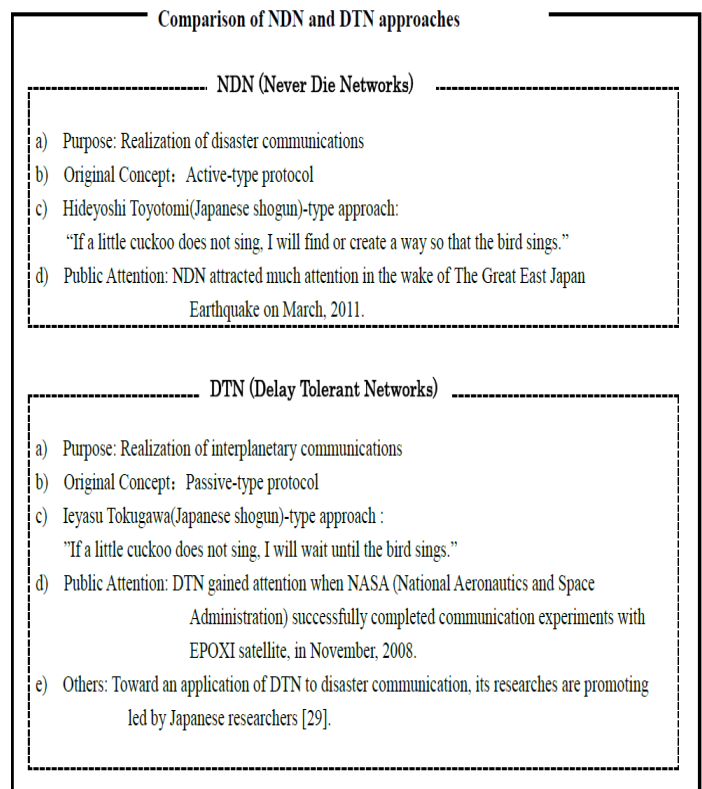 Comparison of NDN and DTN approaches
NDN (Never Die Networks)
a) Purpose: Realization of disaster communications
b) Original Concept： Active-type protocol
c) Hideyoshi Toyotomi(Japanese shogun)-type approach:
“If a little cuckoo does not sing, I will find or create a way so that the bird sings.”
d) Public Attention: NDN attracted much attention in the wake of The Great East Japan
Earthquake on March, 2011.
DTN (Delay Tolerant Networks)
a) Purpose: Realization of interplanetary communications
b) Original Concept： Passive-type protocol
c) Ieyasu Tokugawa(Japanese shogun)-type approach :
”If a little cuckoo does not sing, I will wait until the bird sings.”
d) Public Attention: DTN gained attention when NASA (National Aeronautics and Space
Administration) successfully completed communication experiments with
EPOXI satellite, in November, 2008.
e) Others: Toward an application of DTN to disaster communication, its researches are promoting
led by Japanese researchers [29].